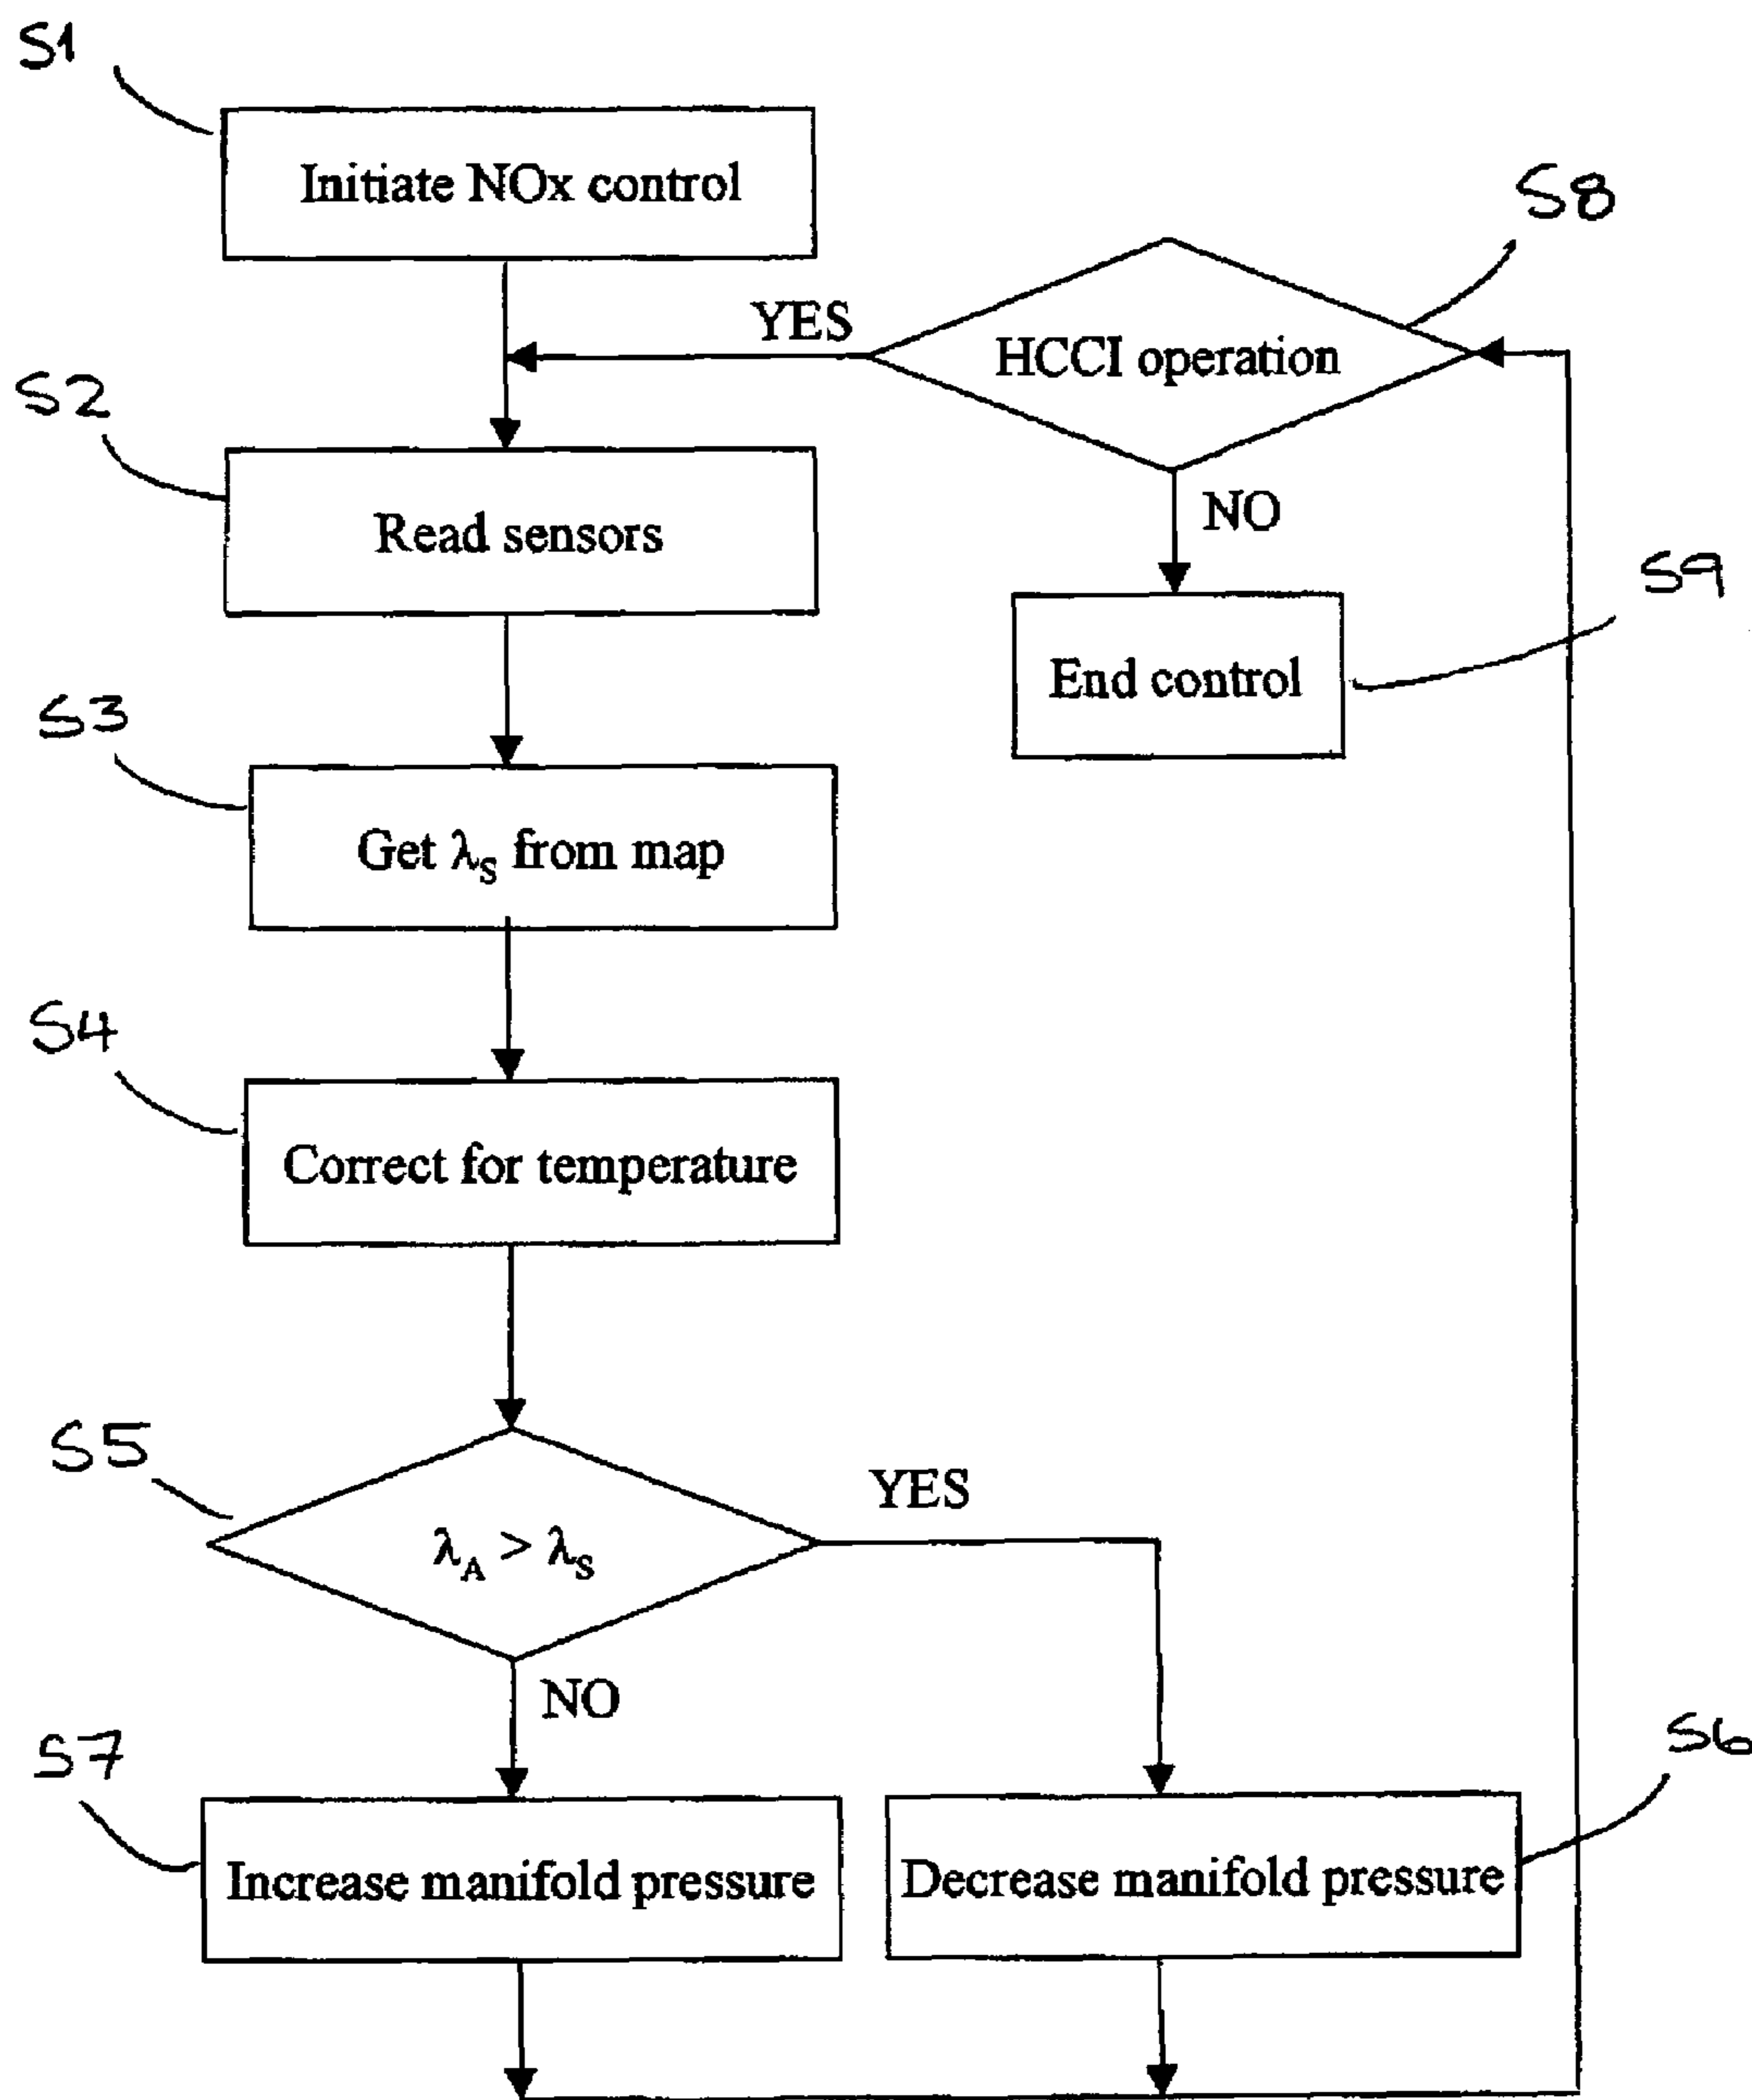 S1
Initiate NOx control
S8
YES
HCCI operation
S2
NO
Read sensors
S9
End control
S3
Get λS from map
S4
Correct for temperature
S5
YES
λA > λS
NO
S7
S6
Increase manifold pressure
Decrease manifold pressure